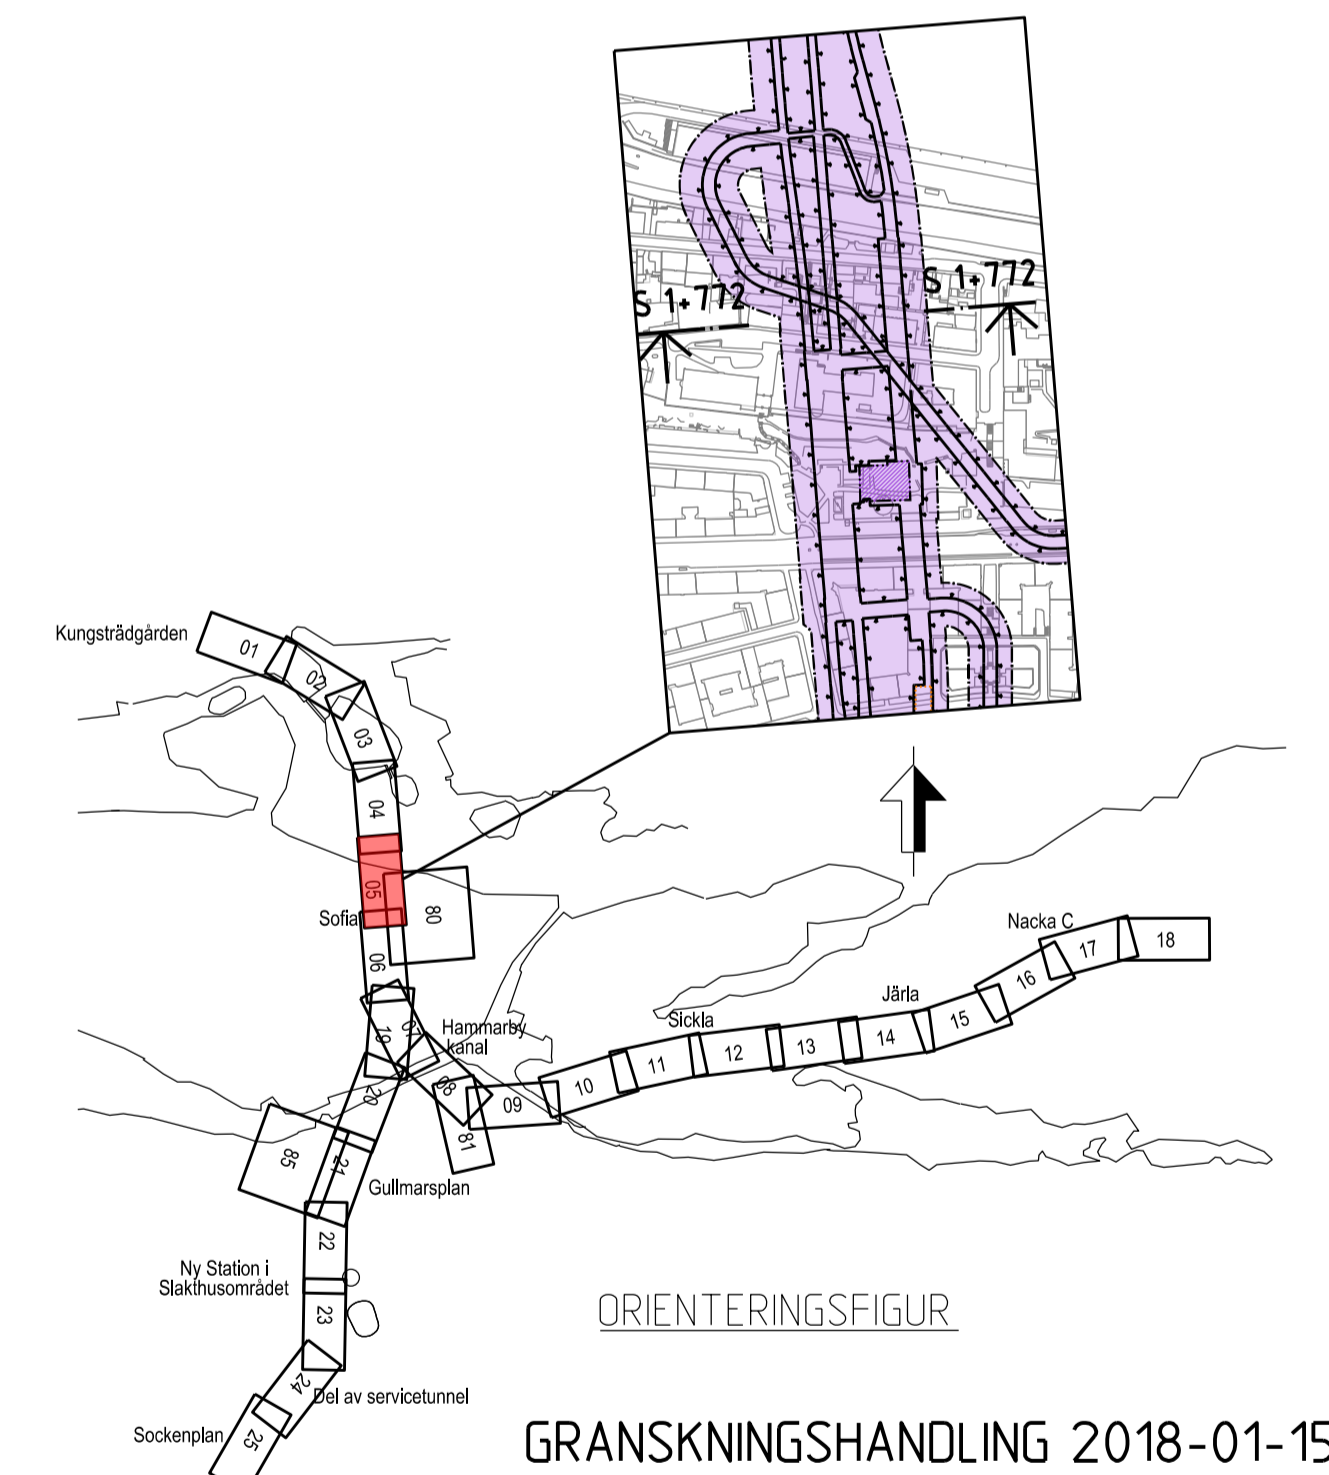 S 1+772
S 1+772
Kungsträdgården
01
02
03
04
05
80
Sofia
06
Nacka C
18
17
16
Järla
15
Sickla
14
13
12
11
10
07
19
Hammarby
kanal
08
09
20
81
85
21
Gullmarsplan
22
Ny Station i
Slakthusområdet
23
24
Del av servicetunnel
Sockenplan
25
ORIENTERINGSFIGUR
GRANSKNINGSHANDLING 2018-01-15